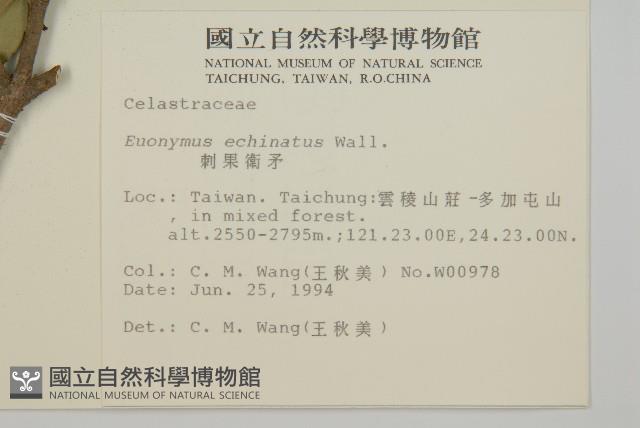 國立自然科學博物館
NATIONAL MUSEUM OF NATURAL SCIENCE
TAICHUNG, TAIWAN, R.O.CHINA
Celastraceae
Euonymus echinatus Wall.
刺果衛矛
Loc.: Taiwan. Taichung:雲稜山莊-多加屯山
, in mixed forest.
alt.2550-2795m.;121.23.00E,24.23.00N.
Col.: C. M. Wang(王秋美) No.W00978
Date: Jun. 25, 1994
Det.: C. M. Wang(王秋美)
國立自然科學博物館
NATIONAL MUSEUM OF NATURAL SCIENCE